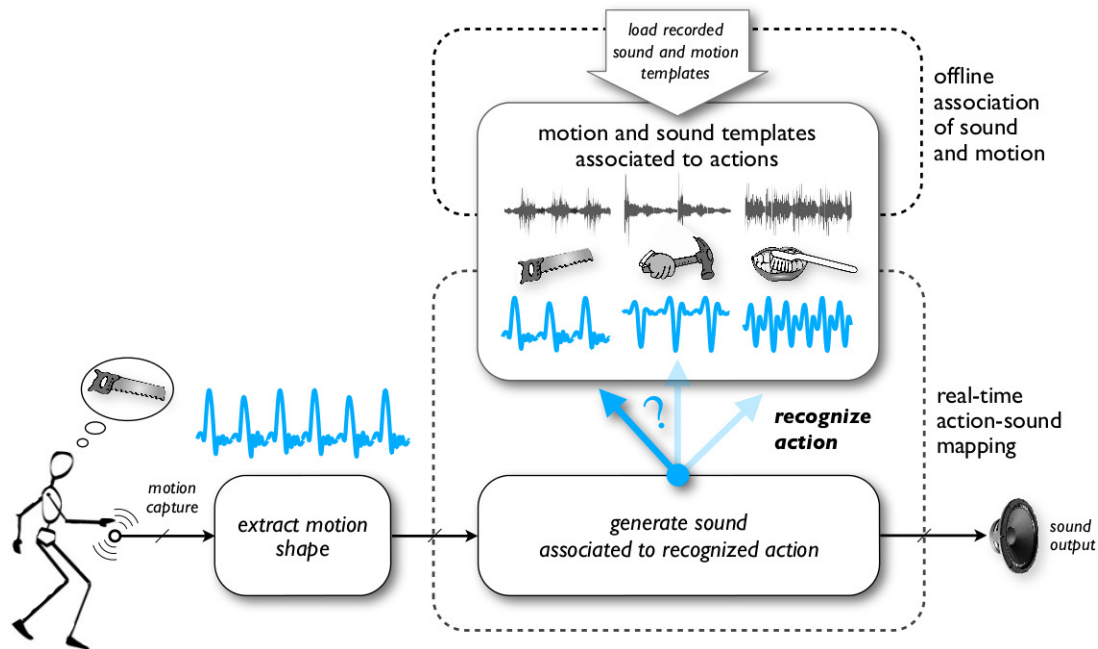 load recorded
sound and motion
templates
offline
association
of sound
and motion
motion and sound templates
associated to actions
?
recognize
action
real-time
action-sound
mapping
motion
capture
extract motion
shape
generate sound
associated to recognized action
sound
output